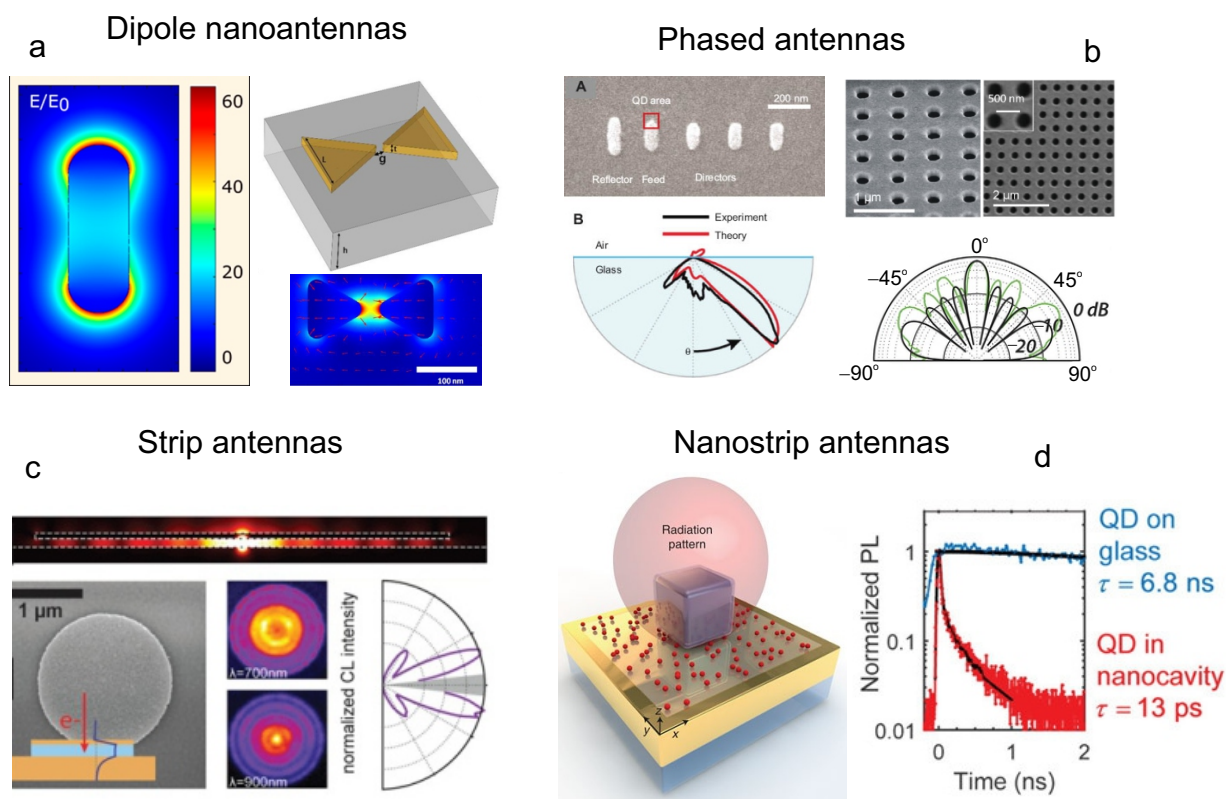 Dipole nanoantennas
a
E/E0
60
40
20
0
L
g
t
h
100 nm
Phased antennas
b
A
QD area
200 nm
Reflector
Feed
Directors
B
Experiment
Theory
Air
Glass
θ
1 μm
500 nm
2 μm
0°
−45°
45°
0 dB
−10
−20
−90°
90°
Strip antennas
c
1 μm
e-
λ=700nm
λ=900nm
normalized CL intensity
Nanostrip antennas
d
Radiation
pattern
z
y
x
Normalized PL
1
0.1
0.01
0
1
2
Time (ns)
QD on
glass
τ = 6.8 ns
QD in
nanocavity
τ = 13 ps